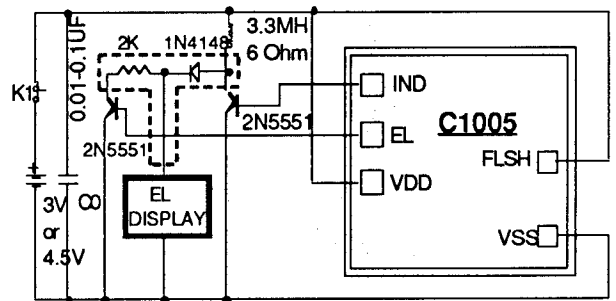 2K
1N4148
3.3MH
6 Ohm
0.01-0.1UF
K1
2N5551
2N5551
IND
C1005
EL
FLSH
VDD
VSS
EL
DISPLAY
3V
or
4.5V